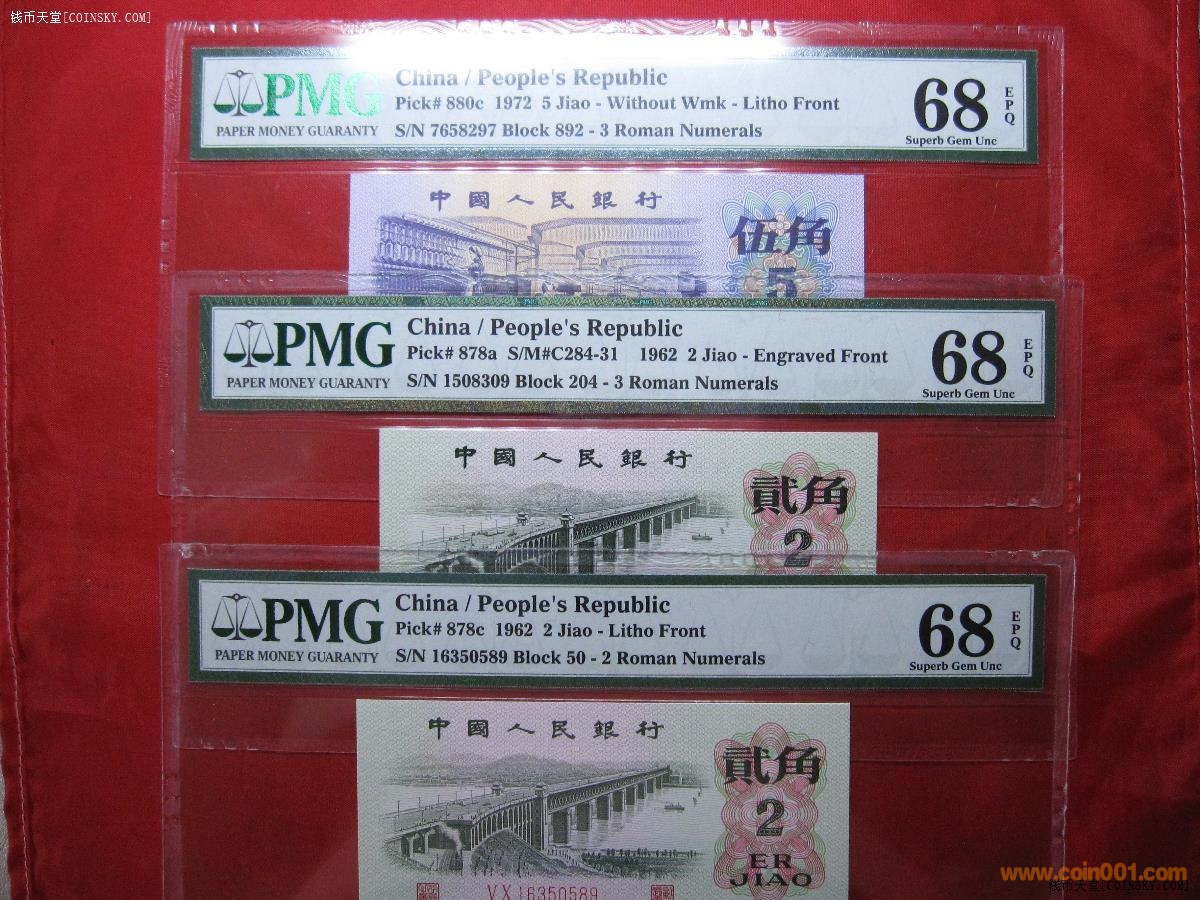 钱币天堂[COINSKY.COM]
PMG
PAPER MONEY GUARANTY
China / People's Republic
Pick# 880c 1972 5 Jiao - Without Wmk - Litho Front
S/N 7658297 Block 892 - 3 Roman Numerals
68
EPQ
Superb Gem Unc
中國人民銀行
伍角
5
PMG
PAPER MONEY GUARANTY
China / People's Republic
Pick# 878a S/M#C284-31 1962 2 Jiao - Engraved Front
S/N 1508309 Block 204 - 3 Roman Numerals
68
EPQ
Superb Gem Unc
中國人民銀行
貳角
2
PMG
PAPER MONEY GUARANTY
China / People's Republic
Pick# 878c 1962 2 Jiao - Litho Front
S/N 16350589 Block 50 - 2 Roman Numerals
68
EPQ
Superb Gem Unc
中國人民銀行
貳角
2
ER
JIAO
VX 16350589
www.coin001.com
钱币天堂[COINSKY.COM]